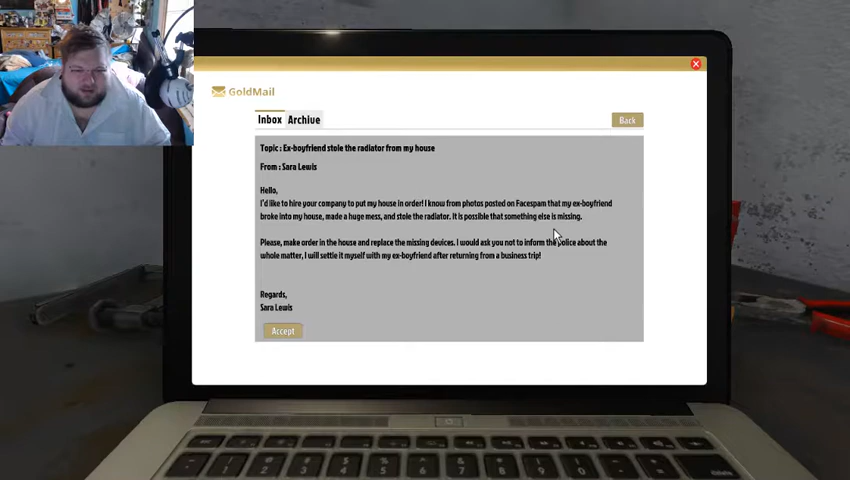 GoldMail
Inbox Archive
Back
Topic : Ex-boyfriend stole the radiator from my house
From : Sara Lewis
Hello,
I'd like to hire your company to put my house in order! I know from photos posted on Facespam that my ex-boyfriend
broke into my house, made a huge mess, and stole the radiator. It is possible that something else is missing.
Please, make order in the house and replace the missing devices. I would ask you not to inform the police about the
whole matter, I will settle it myself with my ex-boyfriend after returning from a business trip!
Regards,
Sara Lewis
Accept